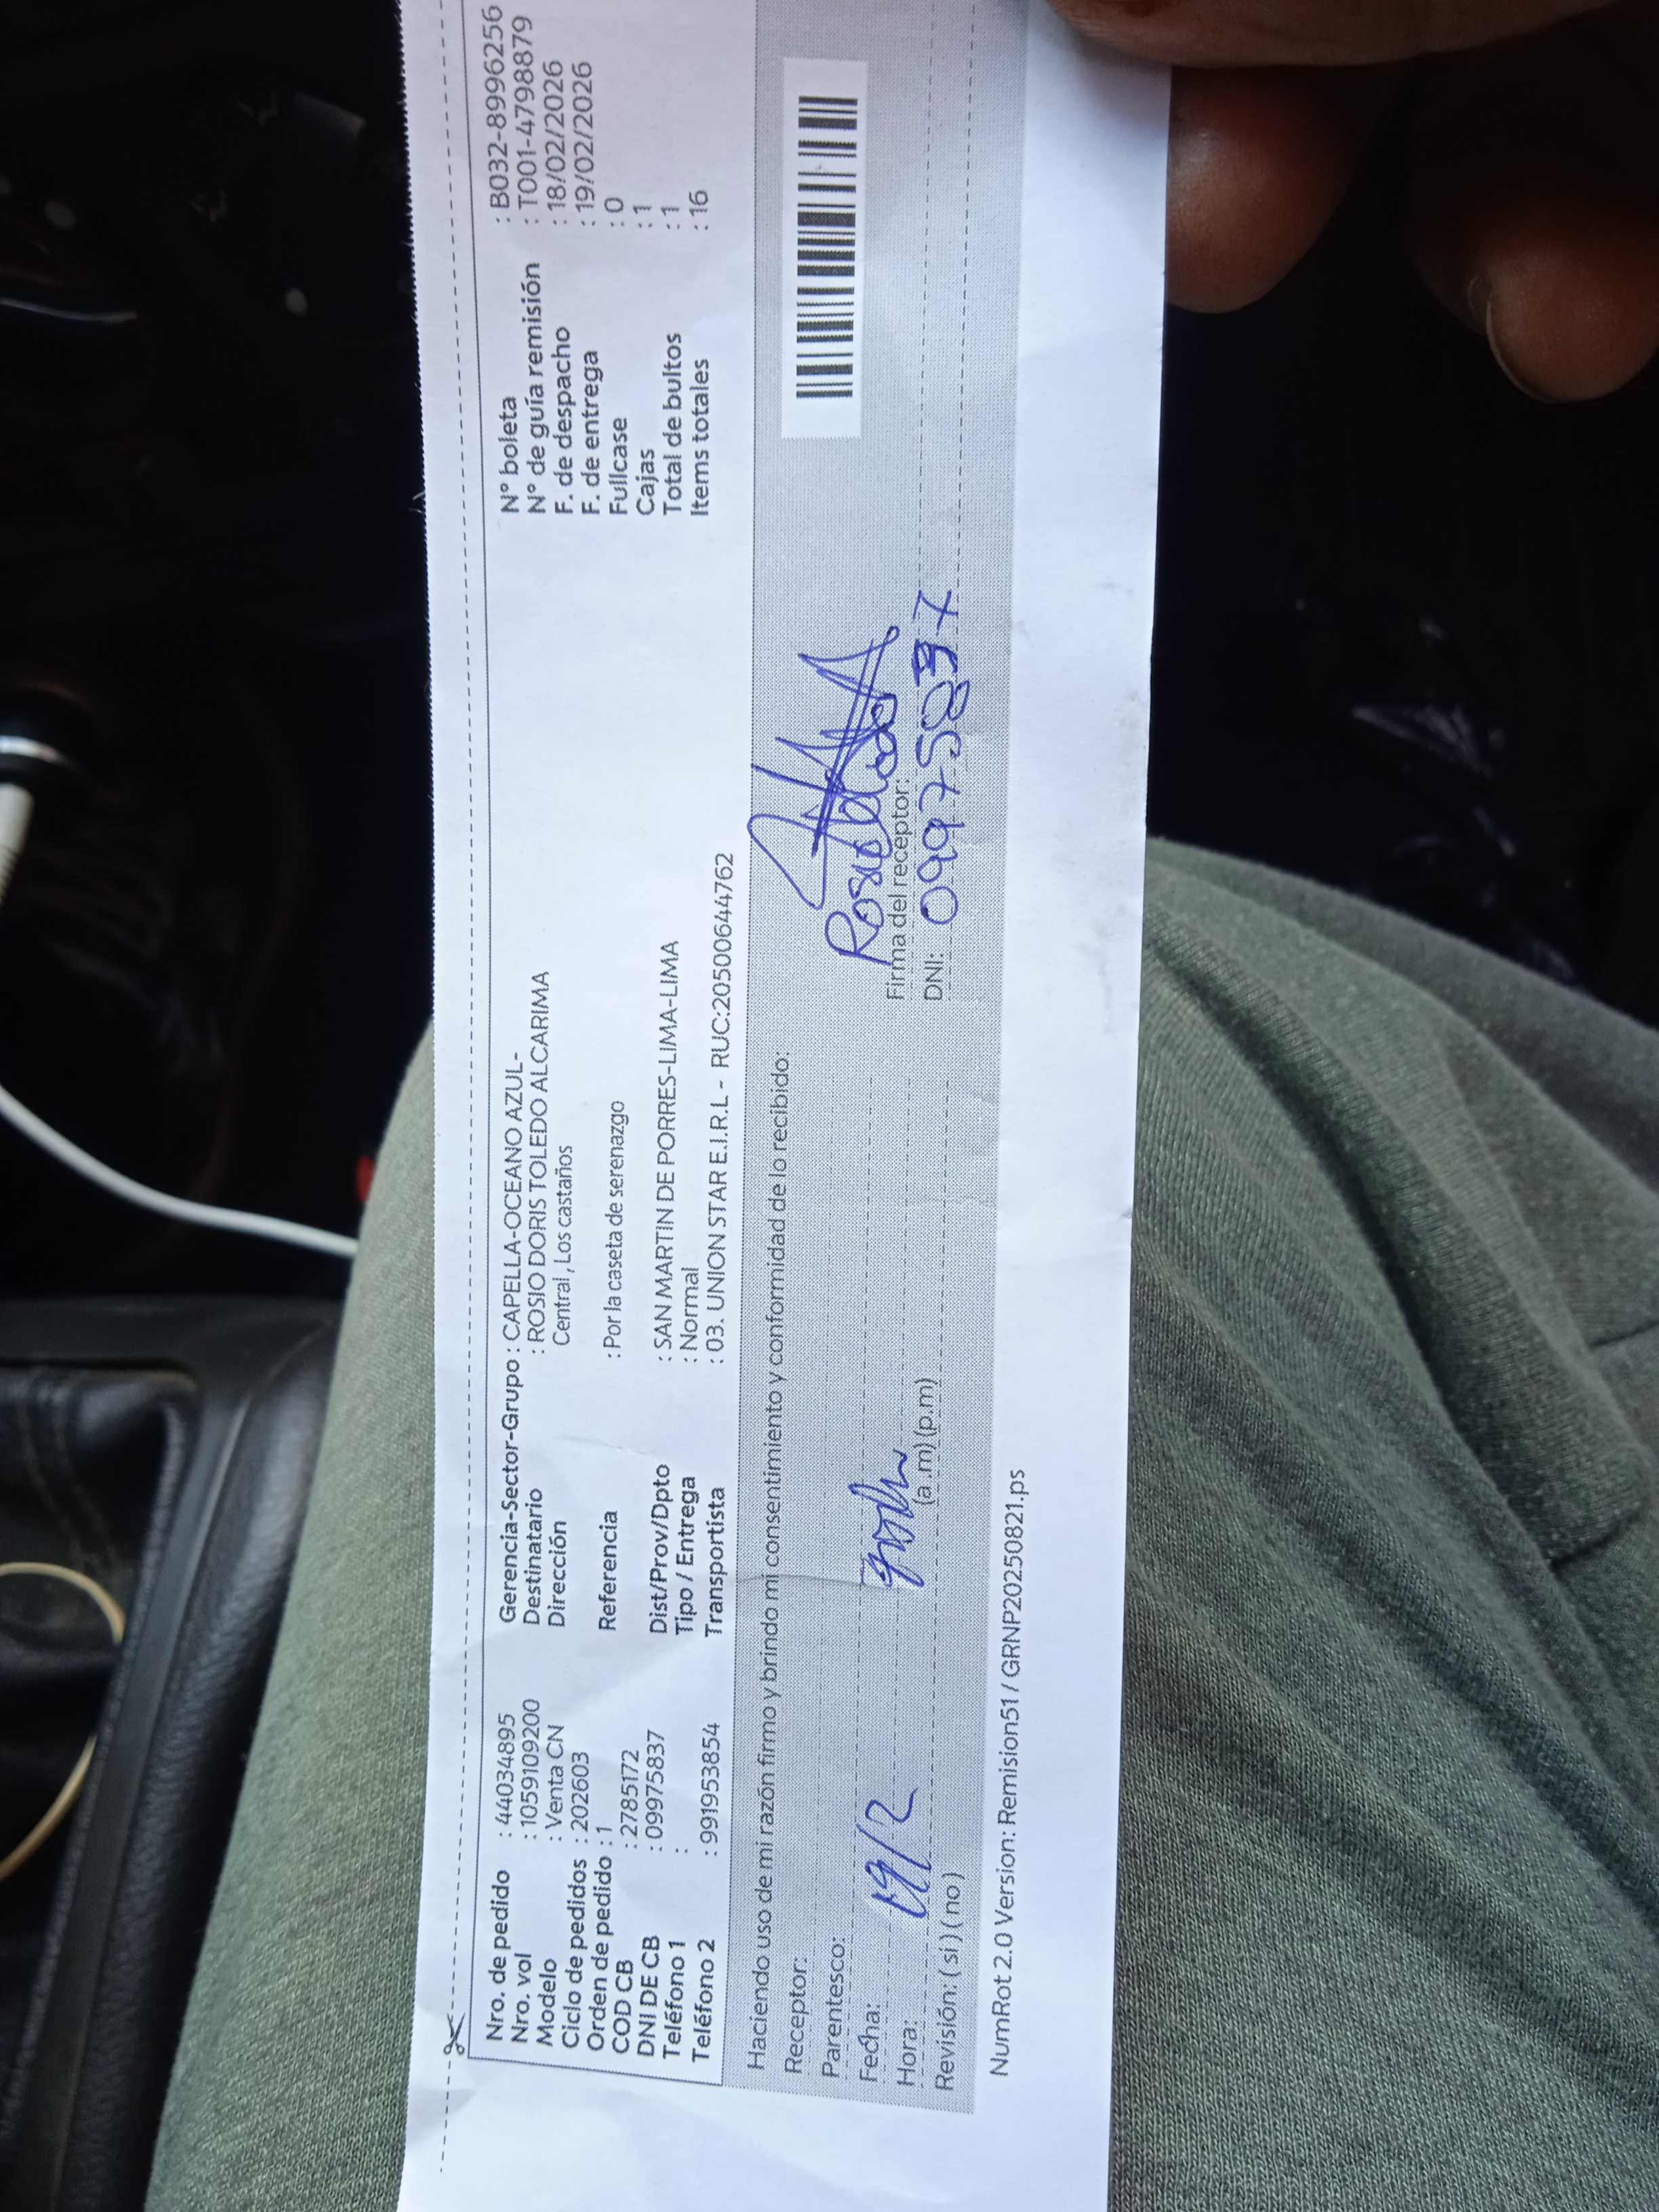 Nro. de pedido : 44034895
Nro. vol : 1059109200
Modelo : Venta CN
Ciclo de pedidos : 202603
Orden de pedido : 1
COD CB : 2785172
DNI DE CB : 09975837
Teléfono 1 :
Teléfono 2 : 991953854
Gerencia-Sector-Grupo : CAPELLA-OCEANO AZUL-
Destinatario : ROSIO DORIS TOLEDO ALCARIMA
Dirección Central , Los castaños
Referencia : Por la caseta de serenazgo
Dist/Prov/Dpto : SAN MARTIN DE PORRES-LIMA-LIMA
Tipo / Entrega : Normal
Transportista : 03. UNION STAR E.I.R.L - RUC:20500644762
N° boleta : B032-8996256
N° de guía remisión : T001-4798879
F. de despacho : 18/02/2026
F. de entrega : 19/02/2026
Fullcase : 0
Cajas : 1
Total de bultos : 1
Items totales : 16
Haciendo uso de mi razón firmo y brindo mi consentimiento y conformidad de lo recibido:
Receptor:
Parentesco:
Fecha: 19/2
Hora: (a .m) (p.m)
Revisión: ( si ) ( no )
Rosio
Firma del receptor:
DNI: 09975837
NumRot 2.0 Version: Remision51 / GRNP20250821.ps